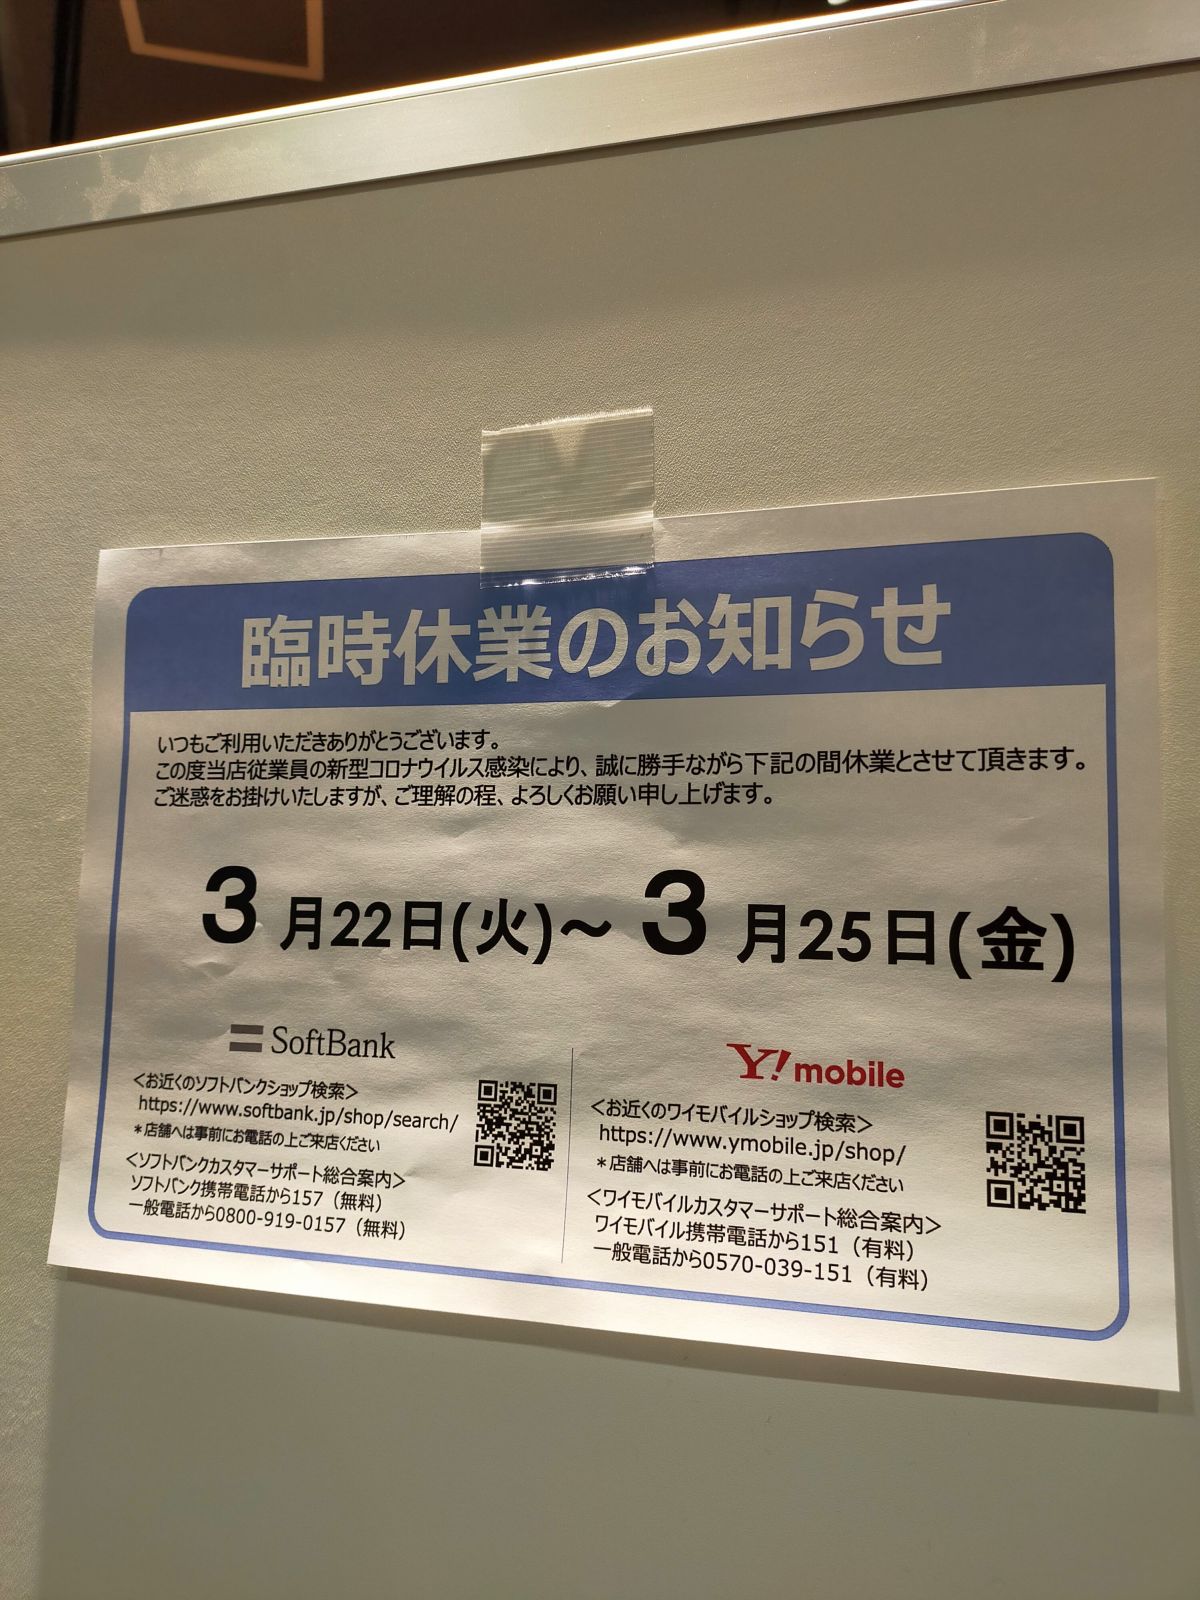 臨時休業のお知らせ
いつもご利用いただきありがとうございます。
この度当店従業員の新型コロナウイルス感染により、誠に勝手ながら下記の間休業とさせて頂きます。
ご迷惑をお掛けいたしますが、ご理解の程、よろしくお願い申し上げます。
3月22日(火)～3月25日(金)
SoftBank
＜お近くのソフトバンクショップ検索＞
https://www.softbank.jp/shop/search/
＊店舗へは事前にお電話の上ご来店ください
＜ソフトバンクカスタマーサポート総合案内＞
ソフトバンク携帯電話から157（無料）
一般電話から0800-919-0157（無料）
Y!mobile
＜お近くのワイモバイルショップ検索＞
https://www.ymobile.jp/shop/
＊店舗へは事前にお電話の上ご来店ください
＜ワイモバイルカスタマーサポート総合案内＞
ワイモバイル携帯電話から151（有料）
一般電話から0570-039-151（有料）